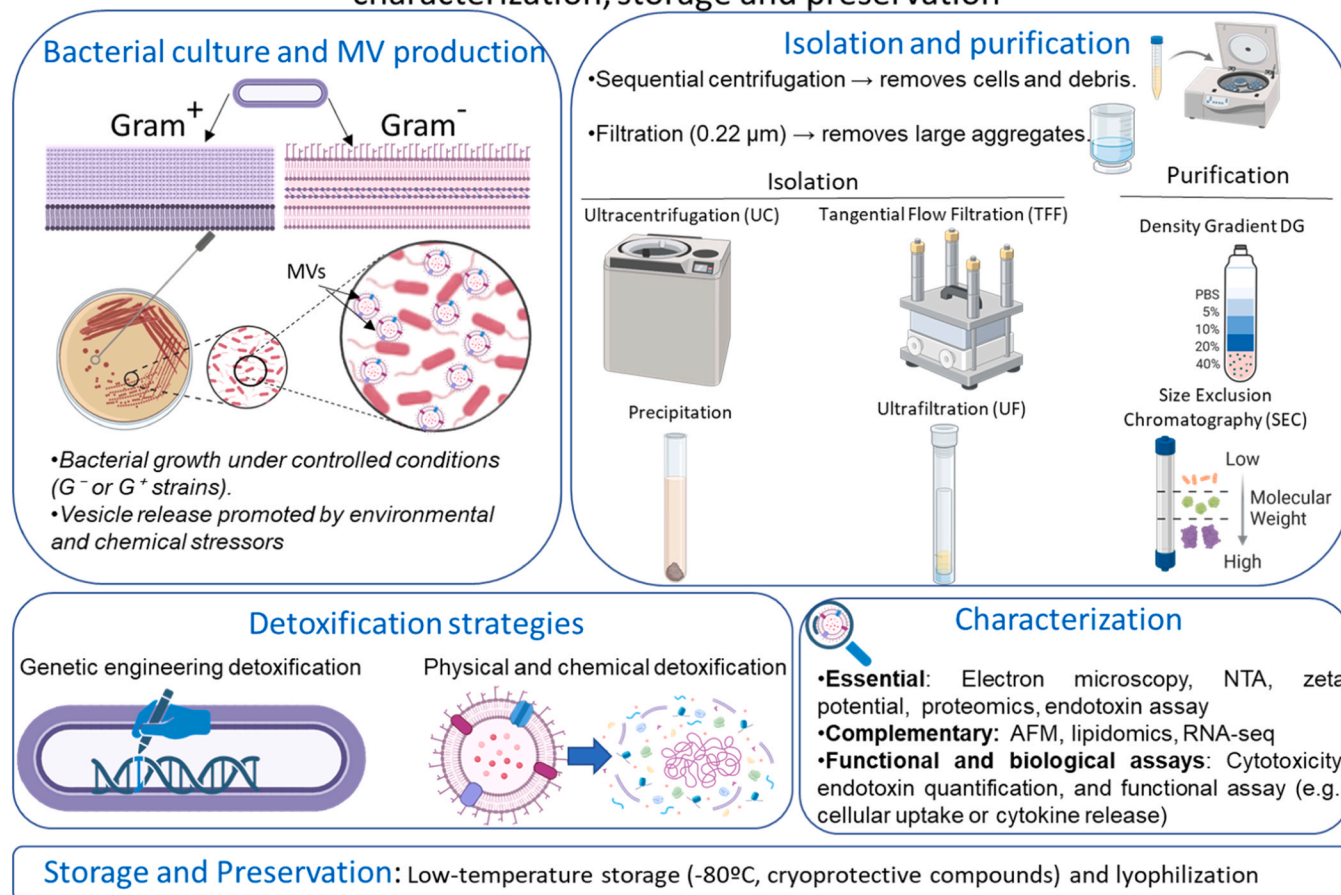 characterization, storage and preservation
Bacterial culture and MV production
Gram+
Gram-
MVs
•Bacterial growth under controlled conditions
(G⁻ or G⁺ strains).
•Vesicle release promoted by environmental
and chemical stressors
Isolation and purification
•Sequential centrifugation → removes cells and debris.
•Filtration (0.22 µm) → removes large aggregates.
Isolation
Ultracentrifugation (UC)
Tangential Flow Filtration (TFF)
Precipitation
Ultrafiltration (UF)
Purification
Density Gradient DG
PBS
5%
10%
20%
40%
Size Exclusion
Chromatography (SEC)
Low
Molecular
Weight
High
Detoxification strategies
Genetic engineering detoxification
Physical and chemical detoxification
Characterization
•Essential: Electron microscopy, NTA, zeta
potential, proteomics, endotoxin assay
•Complementary: AFM, lipidomics, RNA-seq
•Functional and biological assays: Cytotoxicity
endotoxin quantification, and functional assay (e.g.
cellular uptake or cytokine release)
Storage and Preservation: Low-temperature storage (-80ºC, cryoprotective compounds) and lyophilization